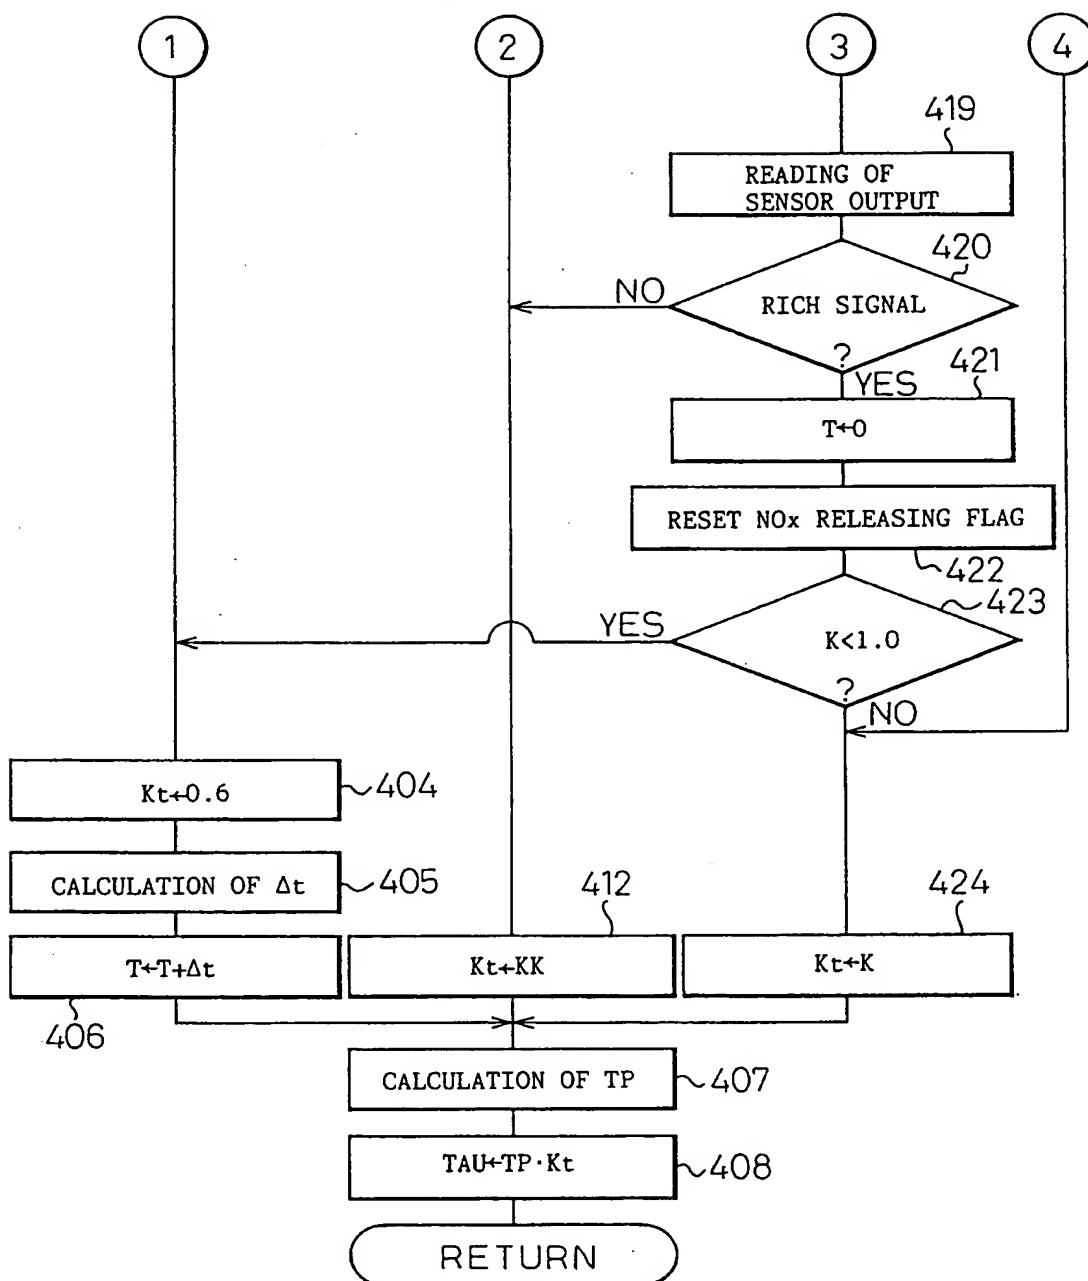 1
2
3
4
419
READING OF
SENSOR OUTPUT
420
NO
RICH SIGNAL
?
YES
421
T←0
RESET NOx RELEASING FLAG
422
423
YES
K<1.0
?
NO
Kt←0.6
404
CALCULATION OF Δt
405
412
424
T←T+Δt
Kt←KK
Kt←K
406
CALCULATION OF TP
407
TAU←TP·Kt
408
RETURN